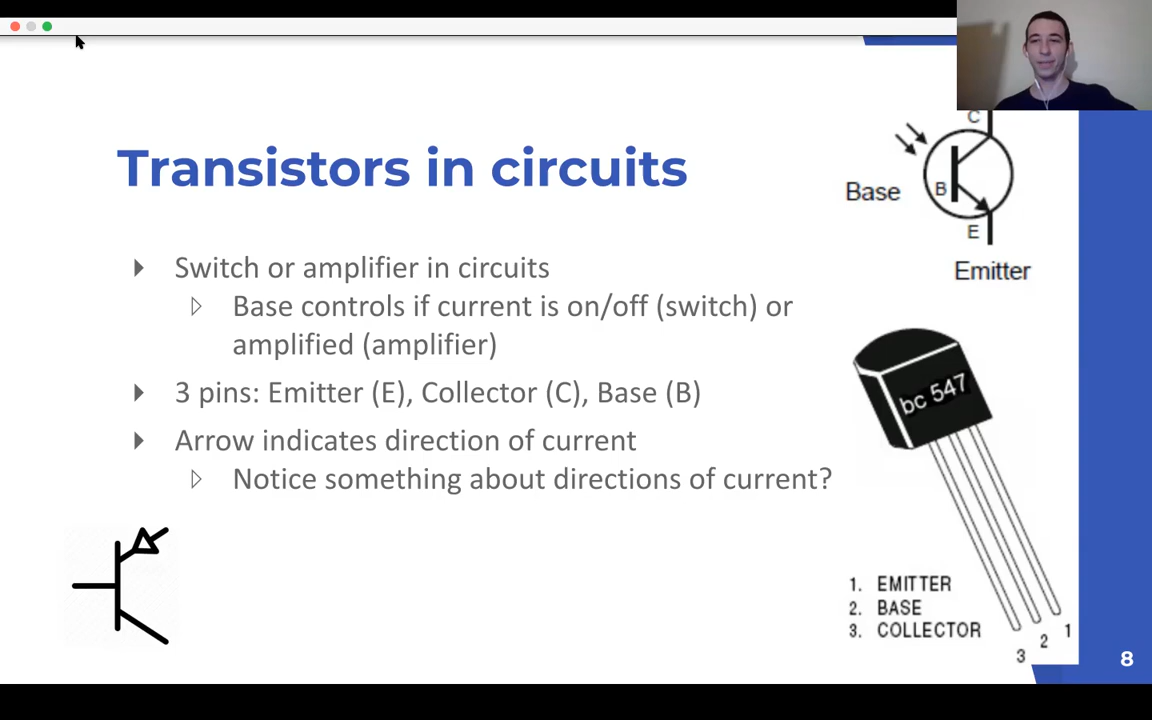 Transistors in circuits
Switch or amplifier in circuits
Base controls if current is on/off (switch) or
amplified (amplifier)
3 pins: Emitter (E), Collector (C), Base (B)
Arrow indicates direction of current
Notice something about directions of current?
C
Base
B
E
Emitter
bc 547
1. EMITTER
2. BASE
3. COLLECTOR
1
2
3
8